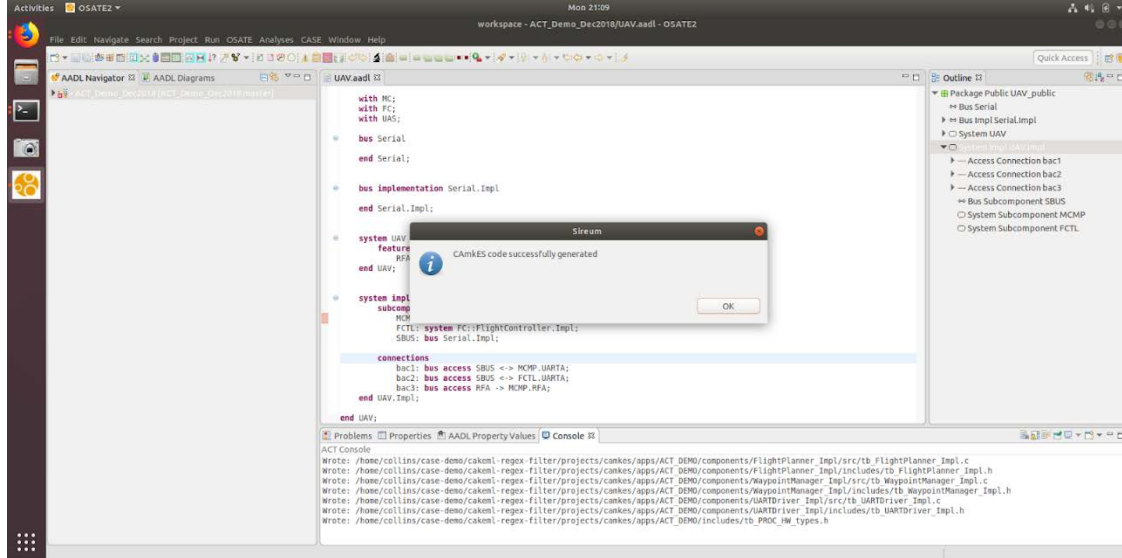 Activities
OSATE2
Mon 21:09
workspace - ACT_Demo_Dec2018/UAV.aadl - OSATE2
File Edit Navigate Search Project Run OSATE Analyses CASE Window Help
Quick Access
AADL Navigator
AADL Diagrams
UAV.aadl
Outline
ACT_Demo_Dec2018 [ACT_Demo_Dec2018 master]
with MC;
with FC;
with UAS;
bus Serial
end Serial;
bus implementation Serial.Impl
end Serial.Impl;
system UAV
feature
RFA
end UAV;
system impl
subcomp
MCM
FCTL: system FC::FlightController.Impl;
SBUS: bus Serial.Impl;
connections
bac1: bus access SBUS <-> MCMP.UARTA;
bac2: bus access SBUS <-> FCTL.UARTA;
bac3: bus access RFA -> MCMP.RFA;
end UAV.Impl;
end UAV;
Sireum
CAmkES code successfully generated
OK
Package Public UAV_public
Bus Serial
Bus Impl Serial.Impl
System UAV
System Impl UAV.Impl
Access Connection bac1
Access Connection bac2
Access Connection bac3
Bus Subcomponent SBUS
System Subcomponent MCMP
System Subcomponent FCTL
Problems
Properties
AADL Property Values
Console
ACT Console
Wrote: /home/collins/case-demo/cakeml-regex-filter/projects/camkes/apps/ACT_DEMO/components/FlightPlanner_Impl/src/tb_FlightPlanner_Impl.c
Wrote: /home/collins/case-demo/cakeml-regex-filter/projects/camkes/apps/ACT_DEMO/components/FlightPlanner_Impl/includes/tb_FlightPlanner_Impl.h
Wrote: /home/collins/case-demo/cakeml-regex-filter/projects/camkes/apps/ACT_DEMO/components/WaypointManager_Impl/src/tb_WaypointManager_Impl.c
Wrote: /home/collins/case-demo/cakeml-regex-filter/projects/camkes/apps/ACT_DEMO/components/WaypointManager_Impl/includes/tb_WaypointManager_Impl.h
Wrote: /home/collins/case-demo/cakeml-regex-filter/projects/camkes/apps/ACT_DEMO/components/UARTDriver_Impl/src/tb_UARTDriver_Impl.c
Wrote: /home/collins/case-demo/cakeml-regex-filter/projects/camkes/apps/ACT_DEMO/components/UARTDriver_Impl/includes/tb_UARTDriver_Impl.h
Wrote: /home/collins/case-demo/cakeml-regex-filter/projects/camkes/apps/ACT_DEMO/includes/tb_PROC_HW_types.h